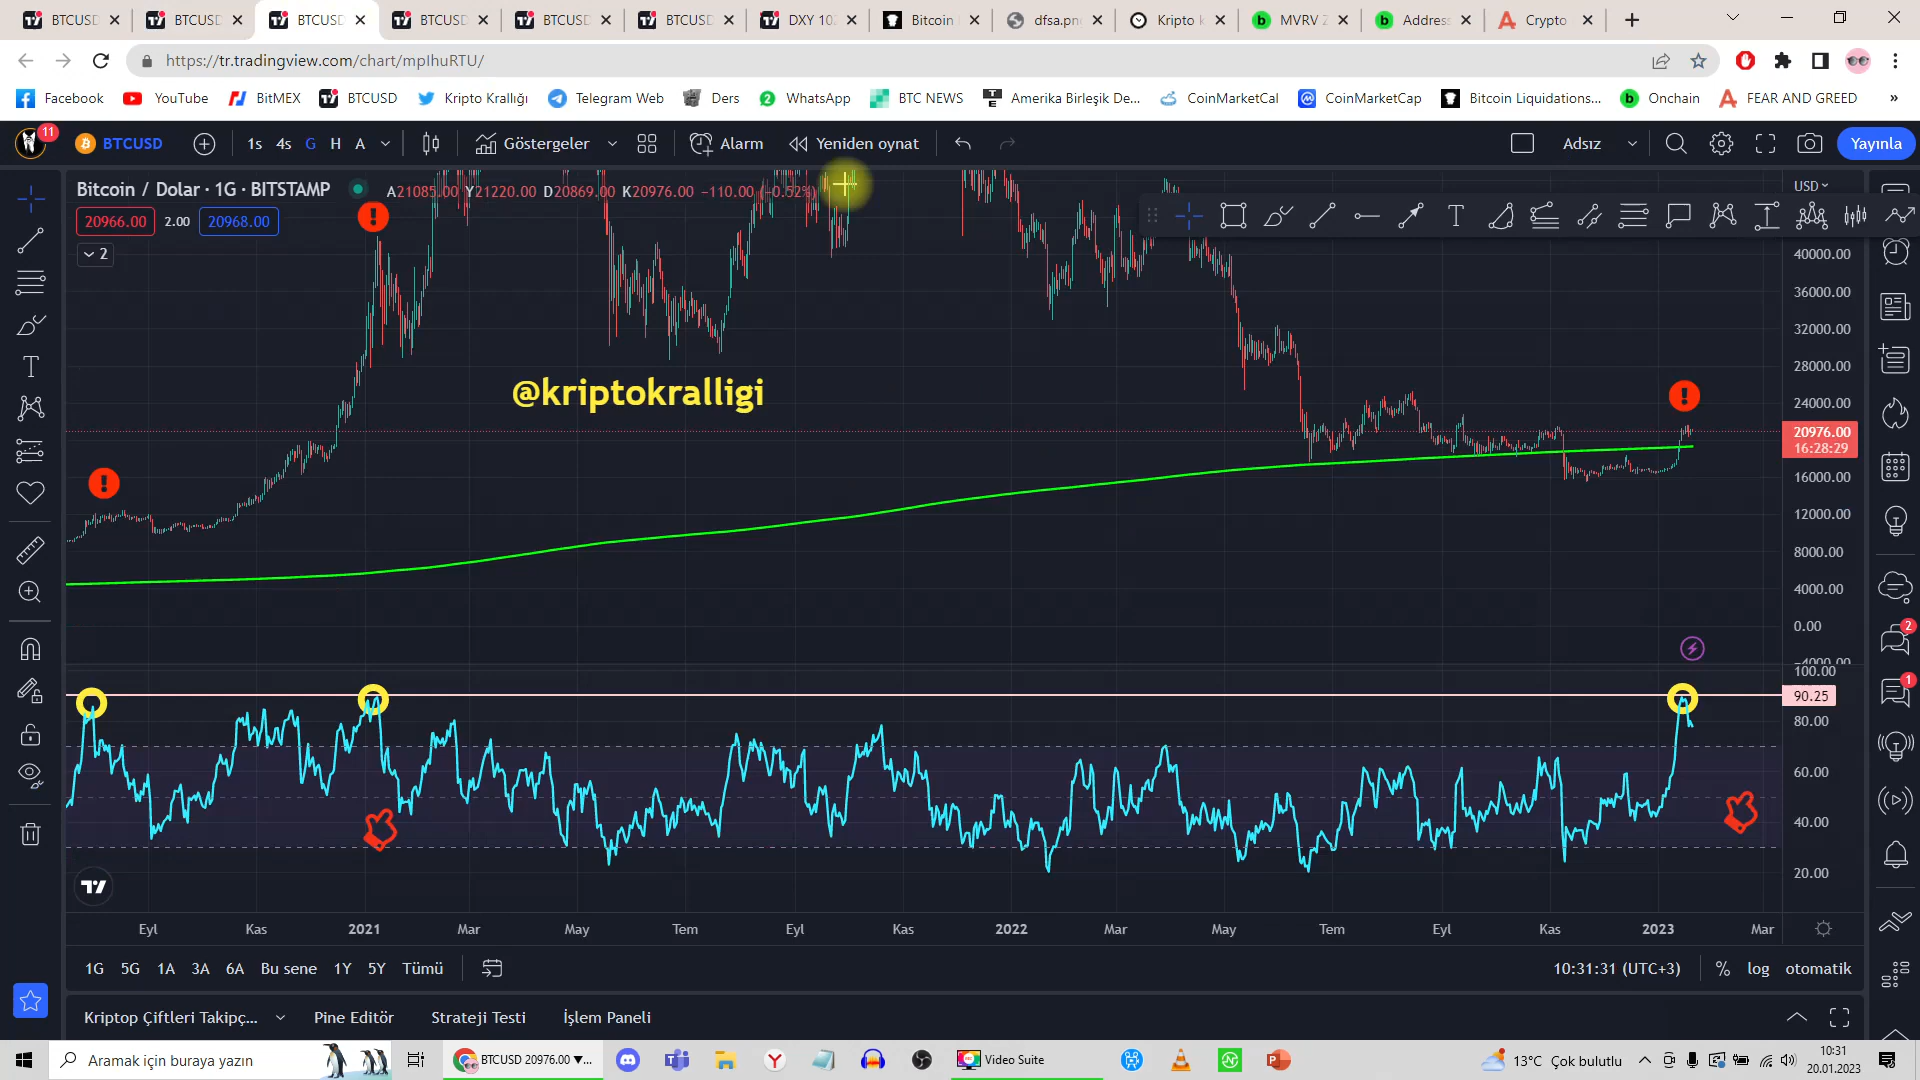 BTCUSD
BTCUSD
BTCUSD
BTCUSD
BTCUSD
BTCUSD
DXY 102
Bitcoin
dfsa.pn
Kripto k
MVRV Z
Address
Crypto
https://tr.tradingview.com/chart/mpIhuRTU/
Facebook
YouTube
BitMEX
BTCUSD
Kripto Krallığı
Telegram Web
Ders
WhatsApp
BTC NEWS
Amerika Birleşik De...
CoinMarketCal
CoinMarketCap
Bitcoin Liquidations...
Onchain
FEAR AND GREED
»
11
BTCUSD
1s 4s G H A
Göstergeler
Alarm
Yeniden oynat
Adsız
Yayınla
Bitcoin / Dolar · 1G · BITSTAMP
A21085.00 Y21220.00 D20869.00 K20976.00 −110.00 (−0.52%)
USD
20966.00 2.00 20968.00
2
@kriptokralligi
40000.00
36000.00
32000.00
28000.00
24000.00
20976.00
16:28:29
16000.00
12000.00
8000.00
4000.00
0.00
−4000.00
100.00
90.25
80.00
60.00
40.00
20.00
2
1
Eyl Kas 2021 Mar May Tem Eyl Kas 2022 Mar May Tem Eyl Kas 2023 Mar
1G 5G 1A 3A 6A Bu sene 1Y 5Y Tümü
10:31:31 (UTC+3)
% log otomatik
Kriptop Çiftleri Takipç...
Pine Editör
Strateji Testi
İşlem Paneli
Aramak için buraya yazın
BTCUSD 20976.00 ▼...
Video Suite
13°C Çok bulutlu
10:31
20.01.2023